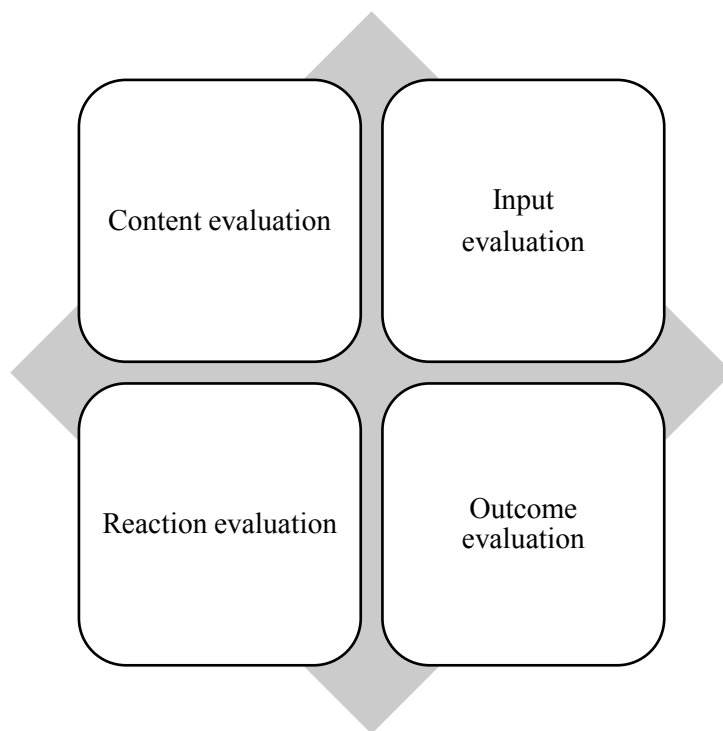 Content evaluation
Input
evaluation
Reaction evaluation
Outcome
evaluation